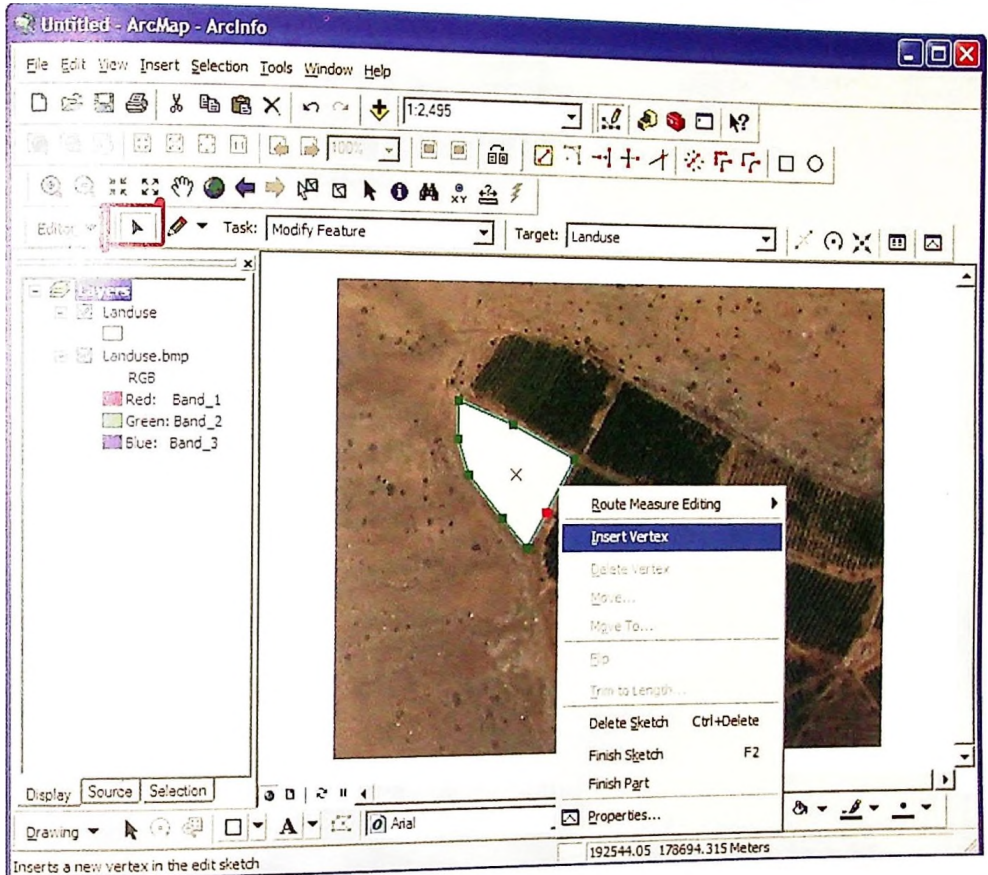 Untitled - ArcMap - ArcInfo
File Edit View Insert Selection Tools Window Help
1:2,495
100%
XY
Editor Task: Modify Feature Target: Landuse
Layers
Landuse
Landuse.bmp
RGB
Red: Band_1
Green: Band_2
Blue: Band_3
Route Measure Editing
Insert Vertex
Delete Vertex
Move...
Move To...
Flip
Trim to Length...
Delete Sketch Ctrl+Delete
Finish Sketch F2
Finish Part
Properties...
Display Source Selection
Drawing A Arial
192544.05 178694.315 Meters
Inserts a new vertex in the edit sketch